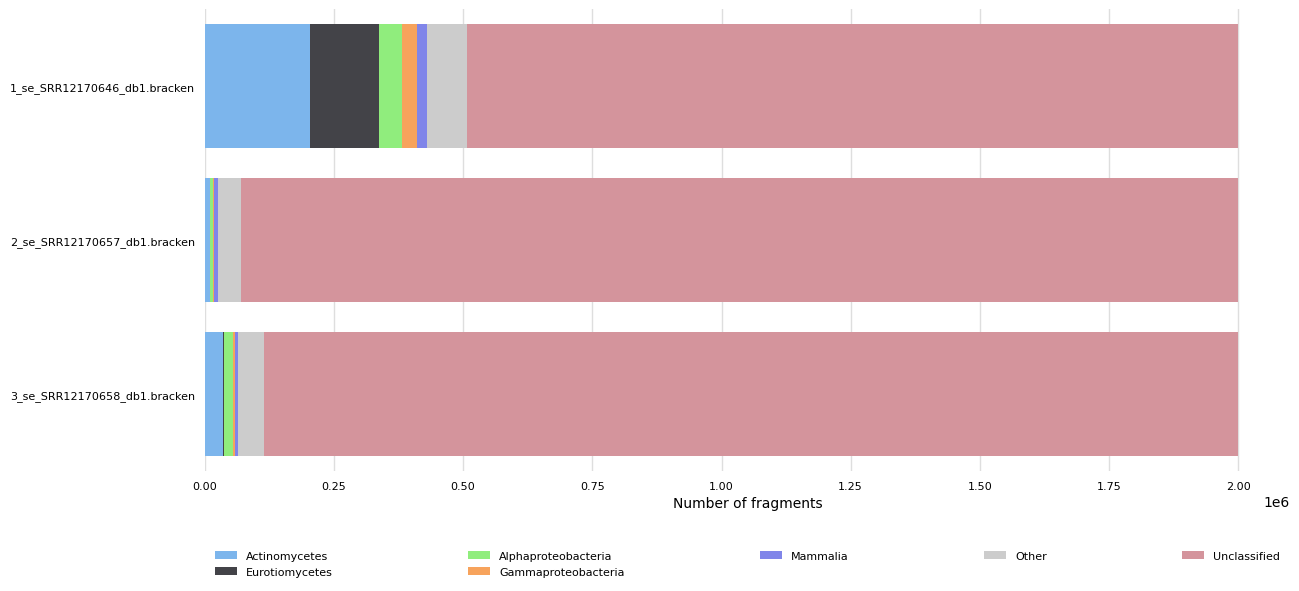 1_se_SRR12170646_db1.bracken
2_se_SRR12170657_db1.bracken
3_se_SRR12170658_db1.bracken
0.00 0.25 0.50 0.75 1.00 1.25 1.50 1.75 2.00
Number of fragments 1e6
Actinomycetes Alphaproteobacteria Mammalia Other Unclassified
Eurotiomycetes Gammaproteobacteria